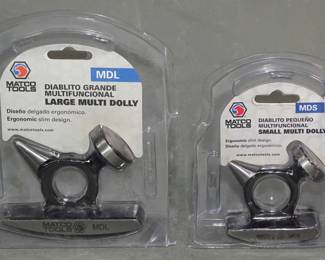 MATCO
TOOLS
MDL
DIABLITO GRANDE
MULTIFUNCIONAL
LARGE MULTI DOLLY
Diseño delgado ergonómico.
Ergonomic slim design.
www.matcotools.com
MATCO
TOOLS
MDL
MATCO
TOOLS
MDS
DIABLITO PEQUEÑO
MULTIFUNCIONAL
SMALL MULTI DOLLY
Ergonomic slim design.
Diseño delgado ergonómico.
www.matcotools.com